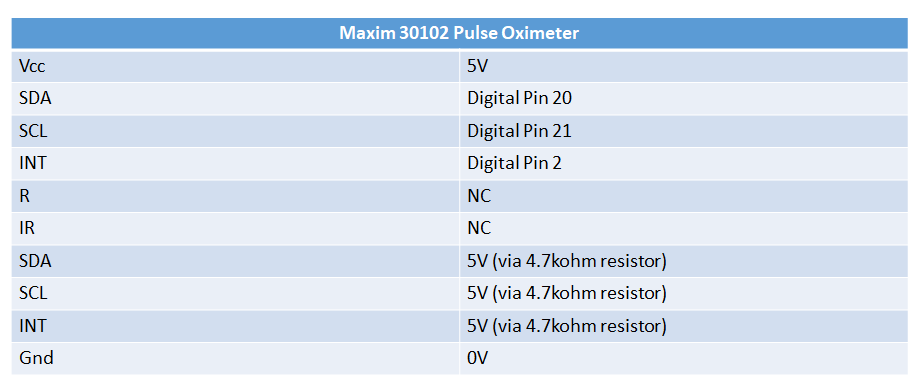 Maxim 30102 Pulse Oximeter
Vcc 5V
SDA Digital Pin 20
SCL Digital Pin 21
INT Digital Pin 2
R NC
IR NC
SDA 5V (via 4.7kohm resistor)
SCL 5V (via 4.7kohm resistor)
INT 5V (via 4.7kohm resistor)
Gnd 0V